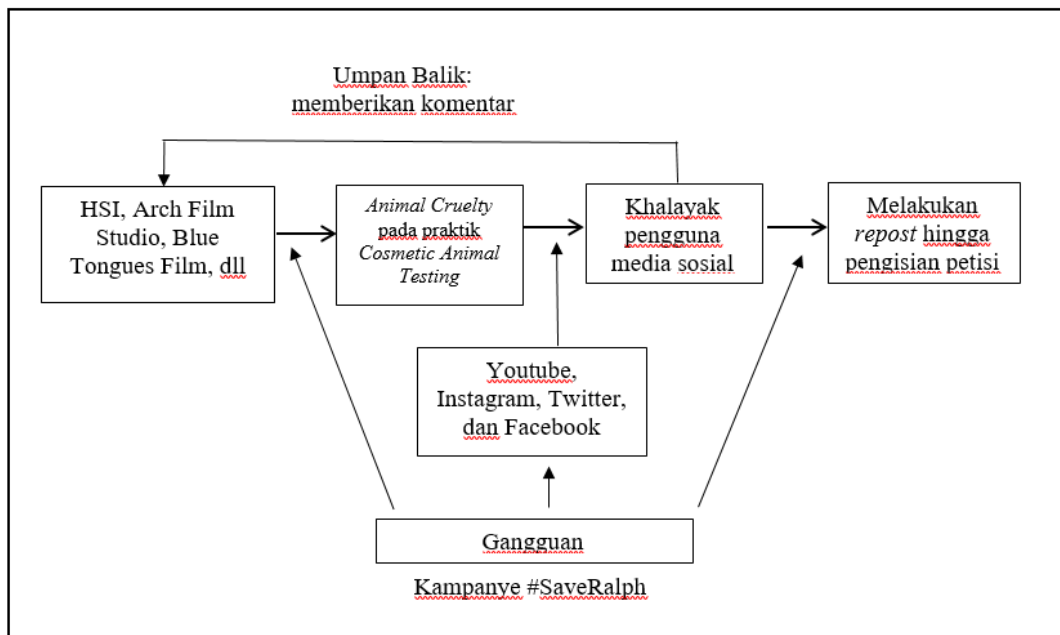 Umpan Balik:
memberikan komentar
HSI, Arch Film
Studio, Blue
Tongues Film, dll
Animal Cruelty
pada praktik
Cosmetic Animal
Testing
Khalayak
pengguna
media sosial
Melakukan
repost hingga
pengisian petisi
Youtube,
Instagram, Twitter,
dan Facebook
Gangguan
Kampanye #SaveRalph